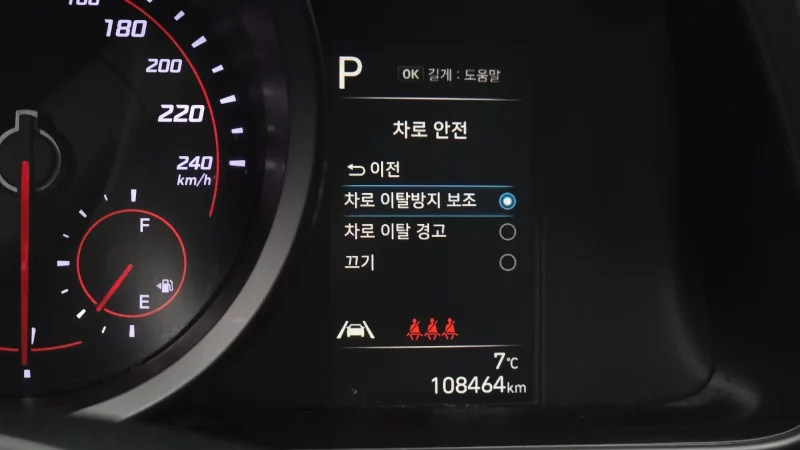 180
200
220
240
km/h
F
E
P
OK 길게 : 도움말
차로 안전
이전
차로 이탈방지 보조
차로 이탈 경고
끄기
7℃
108464km